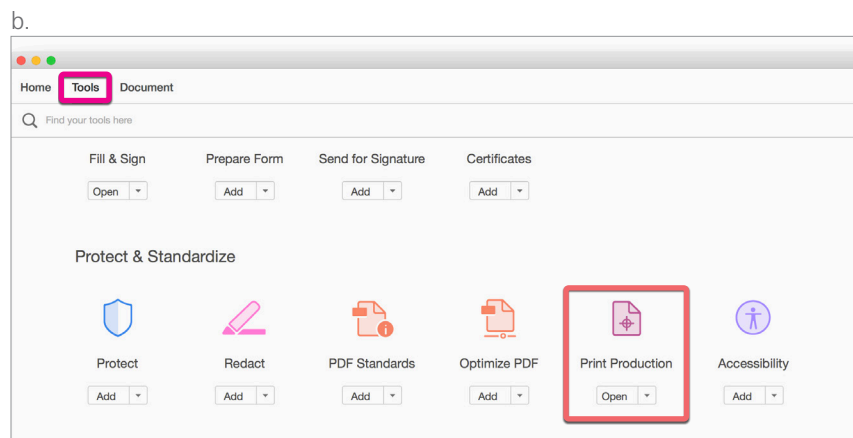 b.
Home Tools Document
Find your tools here
Fill & Sign Prepare Form Send for Signature Certificates
Open Add Add Add
Protect & Standardize
Protect Redact PDF Standards Optimize PDF Print Production Accessibility
Add Add Add Add Open Add